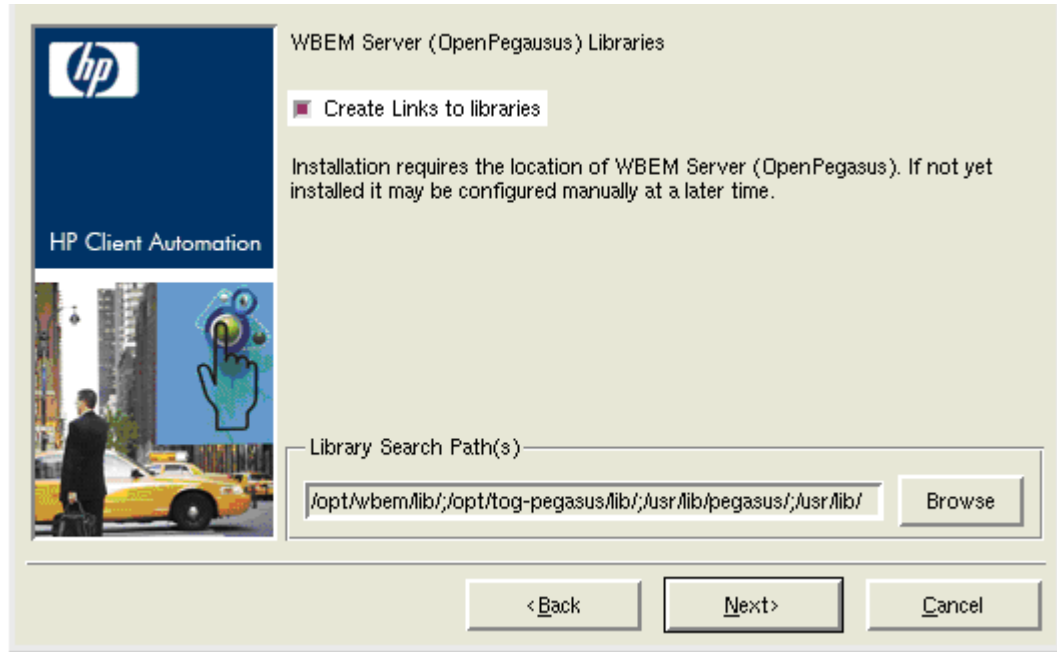 hp
HP Client Automation
WBEM Server (OpenPegausus) Libraries
Create Links to libraries
Installation requires the location of WBEM Server (OpenPegasus). If not yet
installed it may be configured manually at a later time.
Library Search Path(s)
/opt/wbem/lib/;/opt/tog-pegasus/lib/;/usr/lib/pegasus/;/usr/lib/
Browse
<Back
Next>
Cancel